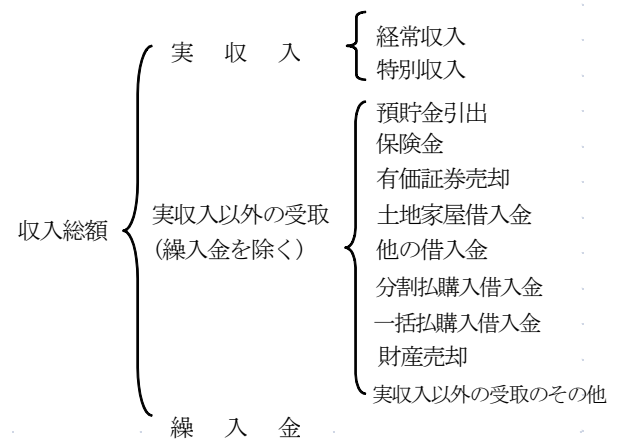 収入総額
実収入
経常収入
特別収入
実収入以外の受取
(繰入金を除く)
預貯金引出
保険金
有価証券売却
土地家屋借入金
他の借入金
分割払購入借入金
一括払購入借入金
財産売却
実収入以外の受取のその他
繰入金